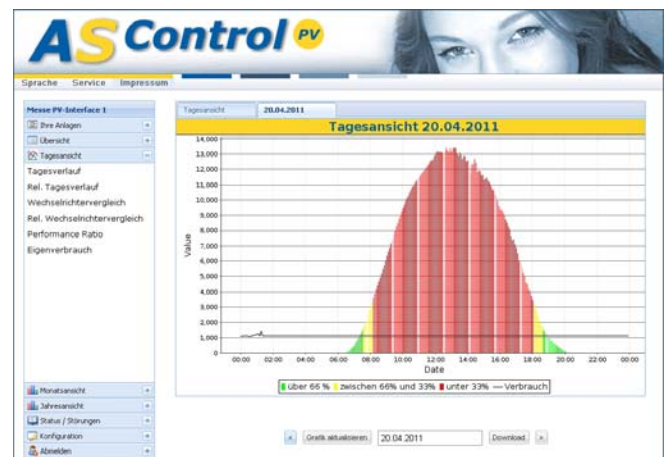 AS Control PV
Sprache Service Impressum
Messe PV-Interface 1
Ihre Anlagen
Übersicht
Tagesansicht
Tagesverlauf
Rel. Tagesverlauf
Wechselrichtervergleich
Rel. Wechselrichtervergleich
Performance Ratio
Eigenverbrauch
Monatsansicht
Jahresansicht
Status / Störungen
Konfiguration
Abmelden
Tagesansicht 20.04.2011
Tagesansicht 20.04.2011
14,000
13,000
12,000
11,000
10,000
9,000
8,000
7,000
6,000
5,000
4,000
3,000
2,000
1,000
0
Value
00:00 02:00 04:00 06:00 08:00 10:00 12:00 14:00 16:00 18:00 20:00 22:00 00:00
Date
über 66 % zwischen 66% und 33% unter 33% Verbrauch
Grafik aktualisieren 20.04.2011 Download